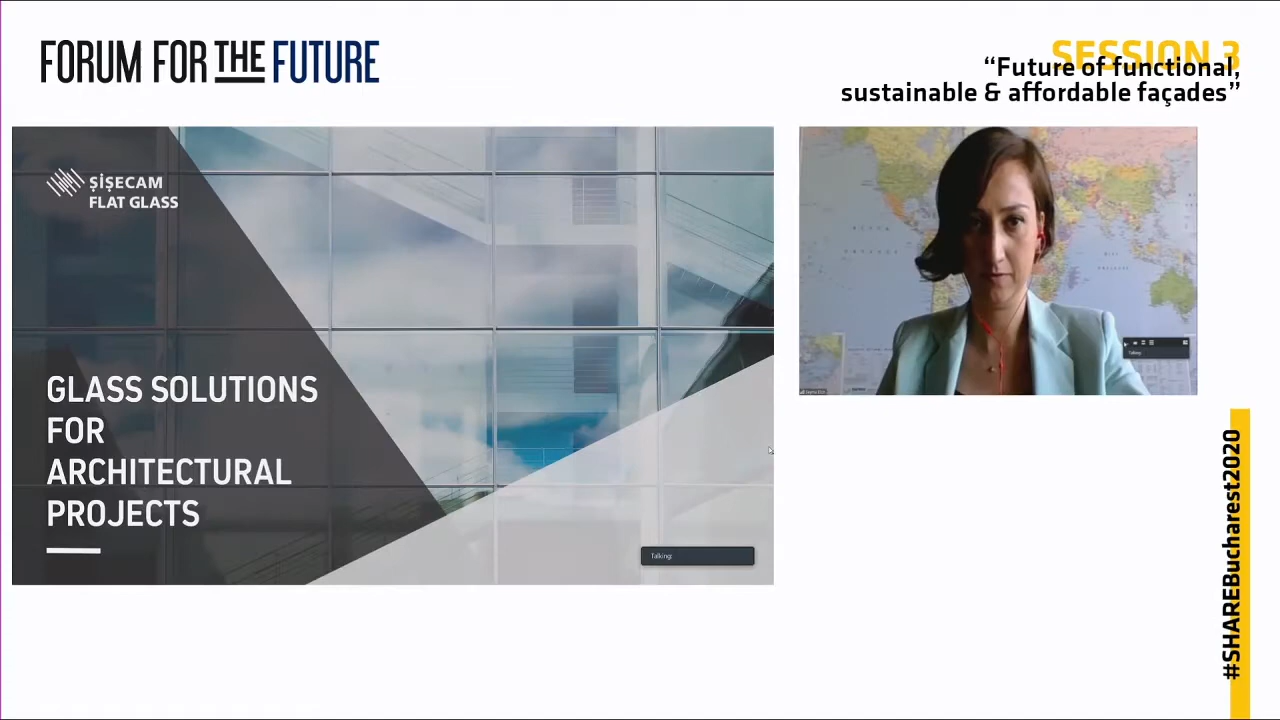 FORUM FOR THE FUTURE
SESSION 3
“Future of functional,
sustainable & affordable façades”
ŞİŞECAM
FLAT GLASS
GLASS SOLUTIONS
FOR
ARCHITECTURAL
PROJECTS
Talking:
Talking:
#SHAREBucharest2020